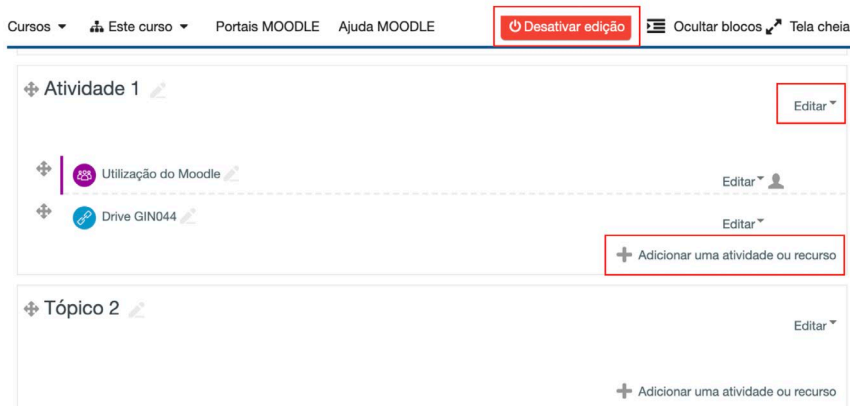 Cursos Este curso Portais MOODLE Ajuda MOODLE Desativar edição Ocultar blocos Tela cheia
Atividade 1
Editar
Utilização do Moodle
Editar
Drive GIN044
Editar
Adicionar uma atividade ou recurso
Tópico 2
Editar
Adicionar uma atividade ou recurso